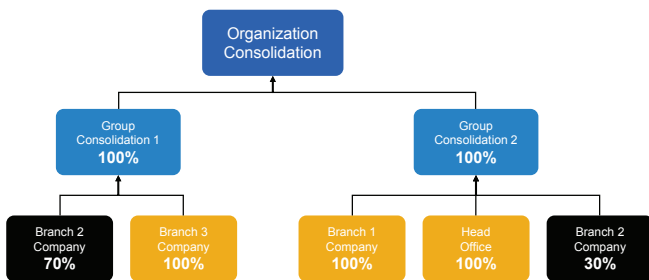 Organization
Consolidation
Group
Consolidation 1
100%
Group
Consolidation 2
100%
Branch 2
Company
70%
Branch 3
Company
100%
Branch 1
Company
100%
Head
Office
100%
Branch 2
Company
30%